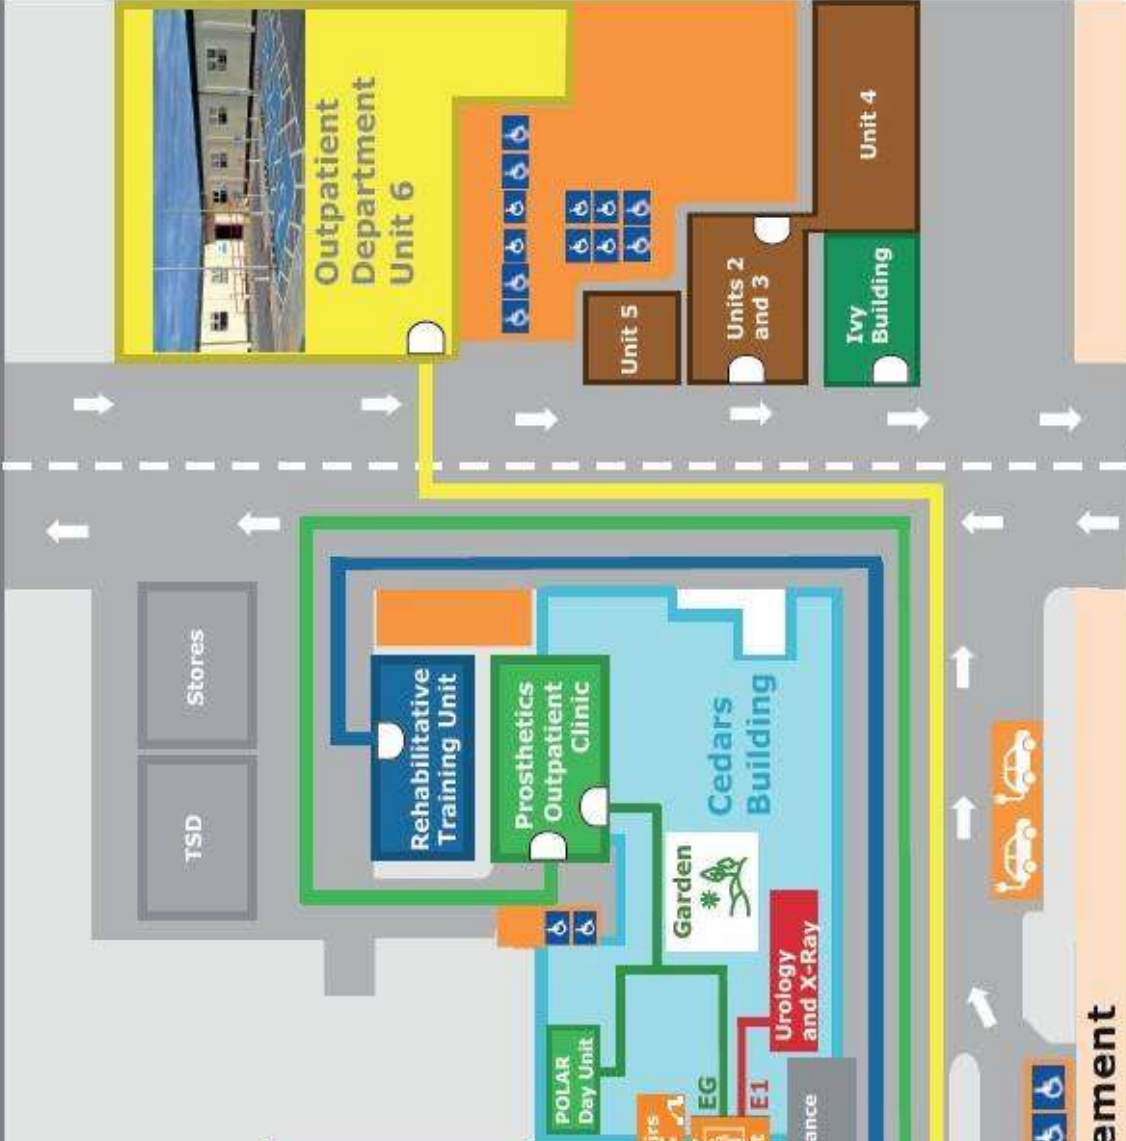 Outpatient
Department
Unit 6
Unit 4
Units 2
and 3
Unit 5
Ivy
Building
Stores
TSD
Rehabilitative
Training Unit
Prosthetics
Outpatient
Clinic
Cedars
Building
Garden
Urology
and X-Ray
POLAR
Day Unit
EG
E1